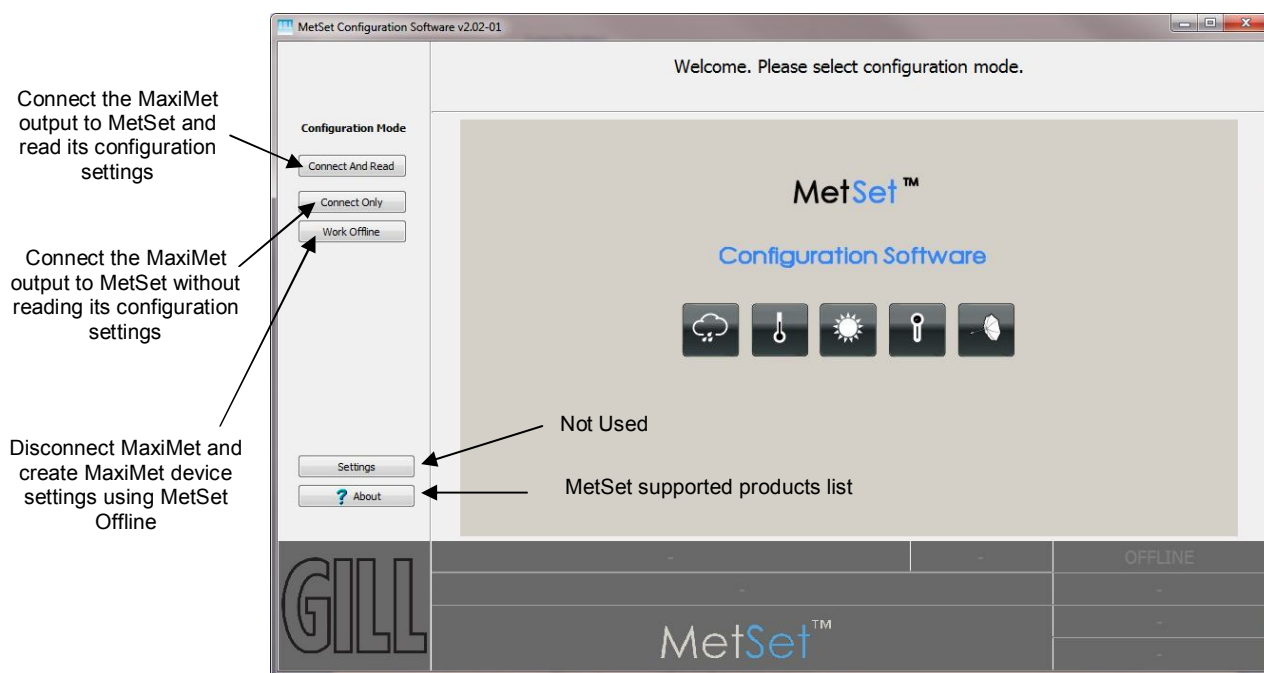 MetSet Configuration Software v2.02-01
Welcome. Please select configuration mode.
Connect the MaxiMet
output to MetSet and
read its configuration
settings
Configuration Mode
Connect And Read
Connect Only
Work Offline
MetSet™
Configuration Software
Connect the MaxiMet
output to MetSet without
reading its configuration
settings
Disconnect MaxiMet and
create MaxiMet device
settings using MetSet
Offline
Not Used
Settings
MetSet supported products list
? About
GILL
- - OFFLINE
- -
MetSet™
-
-